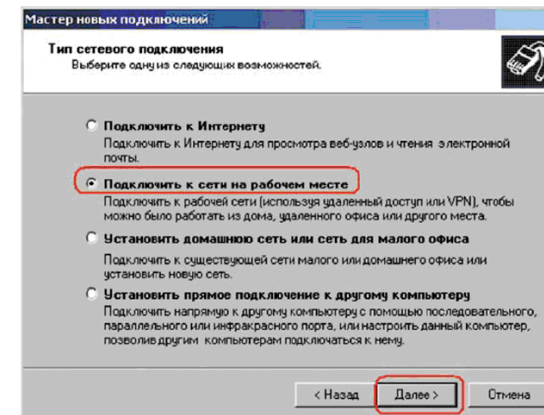 Мастер новых подключений
Тип сетевого подключения
Выберите одну из следующих возможностей.
Подключить к Интернету
Подключить к Интернету для просмотра веб-узлов и чтения электронной
почты.
Подключить к сети на рабочем месте
Подключить к рабочей сети (используя удаленный доступ или VPN), чтобы
можно было работать из дома, удаленного офиса или другого места.
Установить домашнюю сеть или сеть для малого офиса
Подключить к существующей сети малого или домашнего офиса или
установить новую сеть.
Установить прямое подключение к другому компьютеру
Подключить напрямую к другому компьютеру с помощью последовательного,
параллельного или инфракрасного порта, или настроить данный компьютер,
позволив другим компьютерам подключаться к нему.
< Назад Далее > Отмена